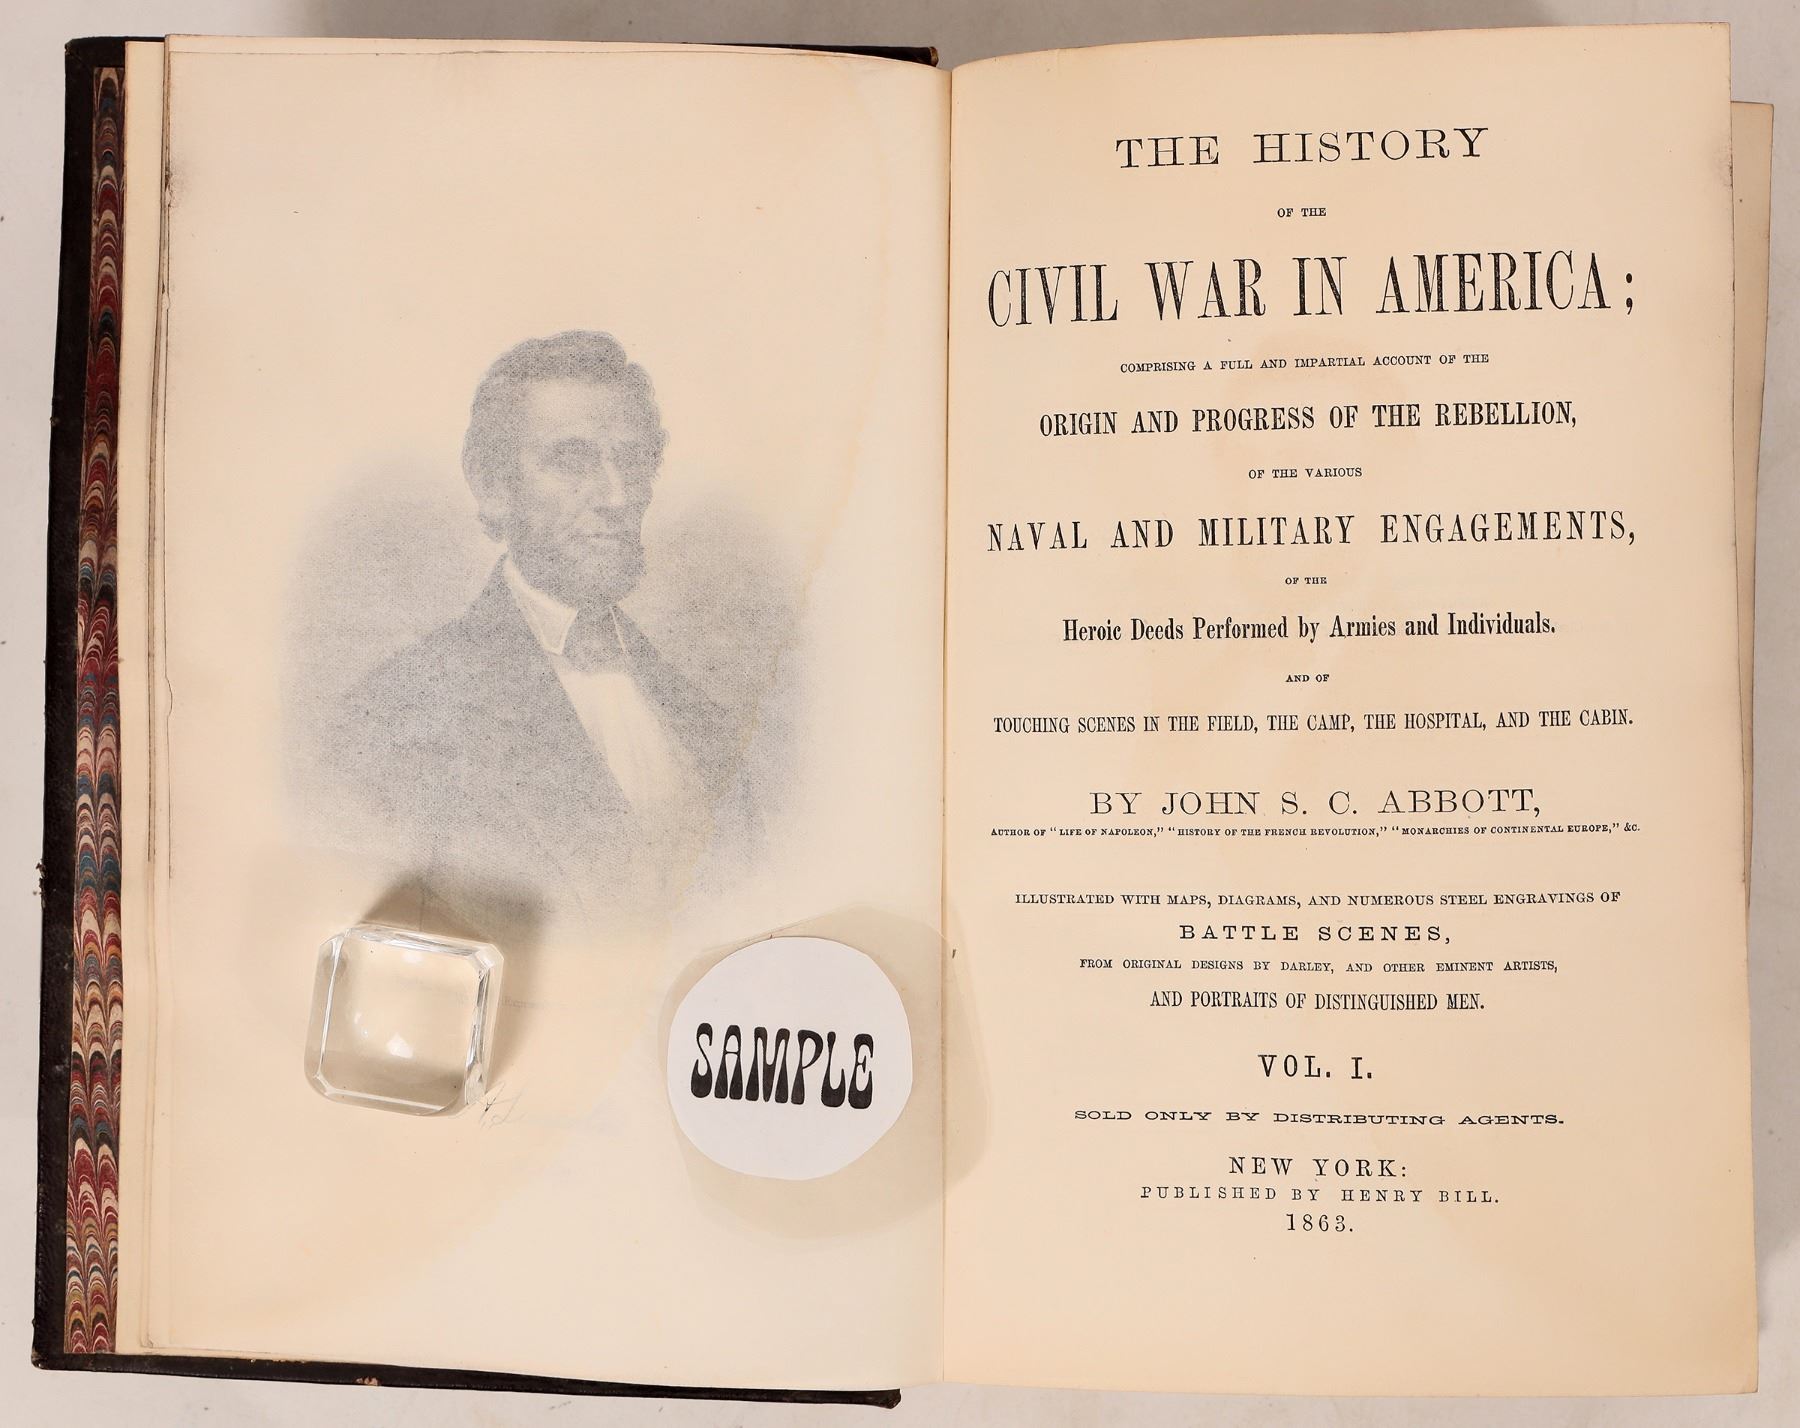 SAMPLE
THE HISTORY
OF THE
CIVIL WAR IN AMERICA;
COMPRISING A FULL AND IMPARTIAL ACCOUNT OF THE
ORIGIN AND PROGRESS OF THE REBELLION,
OF THE VARIOUS
NAVAL AND MILITARY ENGAGEMENTS,
OF THE
Heroic Deeds Performed by Armies and Individuals.
AND OF
TOUCHING SCENES IN THE FIELD, THE CAMP, THE HOSPITAL, AND THE CABIN.
BY JOHN S. C. ABBOTT,
AUTHOR OF "LIFE OF NAPOLEON," "HISTORY OF THE FRENCH REVOLUTION," "MONARCHIES OF CONTINENTAL EUROPE," &C.
ILLUSTRATED WITH MAPS, DIAGRAMS, AND NUMEROUS STEEL ENGRAVINGS OF
BATTLE SCENES,
FROM ORIGINAL DESIGNS BY DARLEY, AND OTHER EMINENT ARTISTS,
AND PORTRAITS OF DISTINGUISHED MEN.
VOL. I.
SOLD ONLY BY DISTRIBUTING AGENTS.
NEW YORK:
PUBLISHED BY HENRY BILL.
1863.